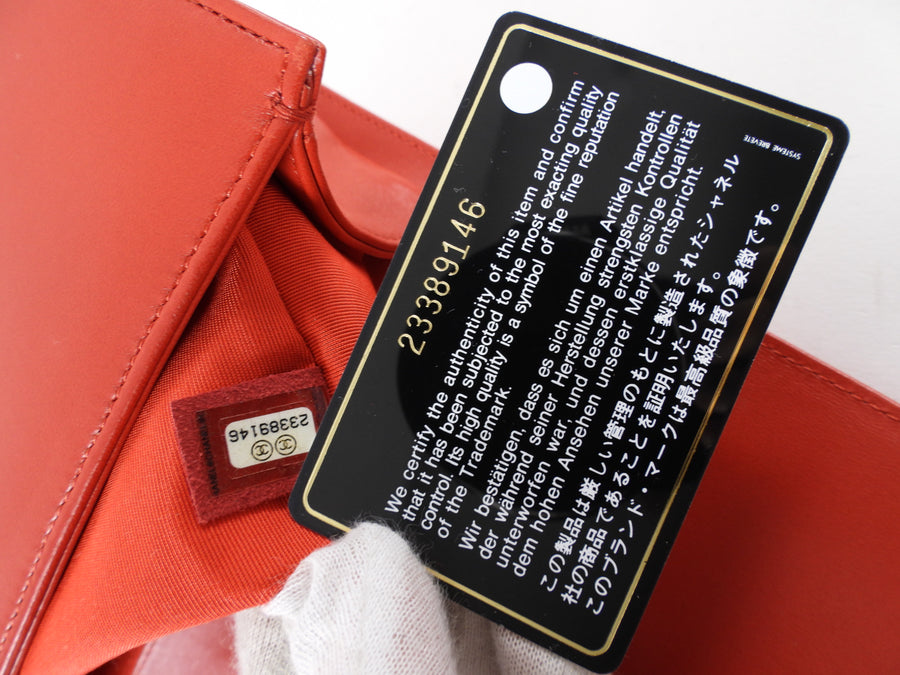 SYSTEME BREVETE
23389146
We certify the authenticity of this item and confirm
that it has been subjected to the most exacting quality
control. Its high quality is a symbol of the fine reputation
of the Trademark.
Wir bestätigen, dass es sich um einen Artikel handelt,
der während seiner Herstellung strengsten Kontrollen
unterworfen war, und dessen erstklassige Qualität
dem hohen Ansehen unserer Marke entspricht.
この製品は厳しい管理のもとに製造されたシャネル
社の商品であることを証明いたします。
このブランド・マークは最高級品質の象徴です。
23389146